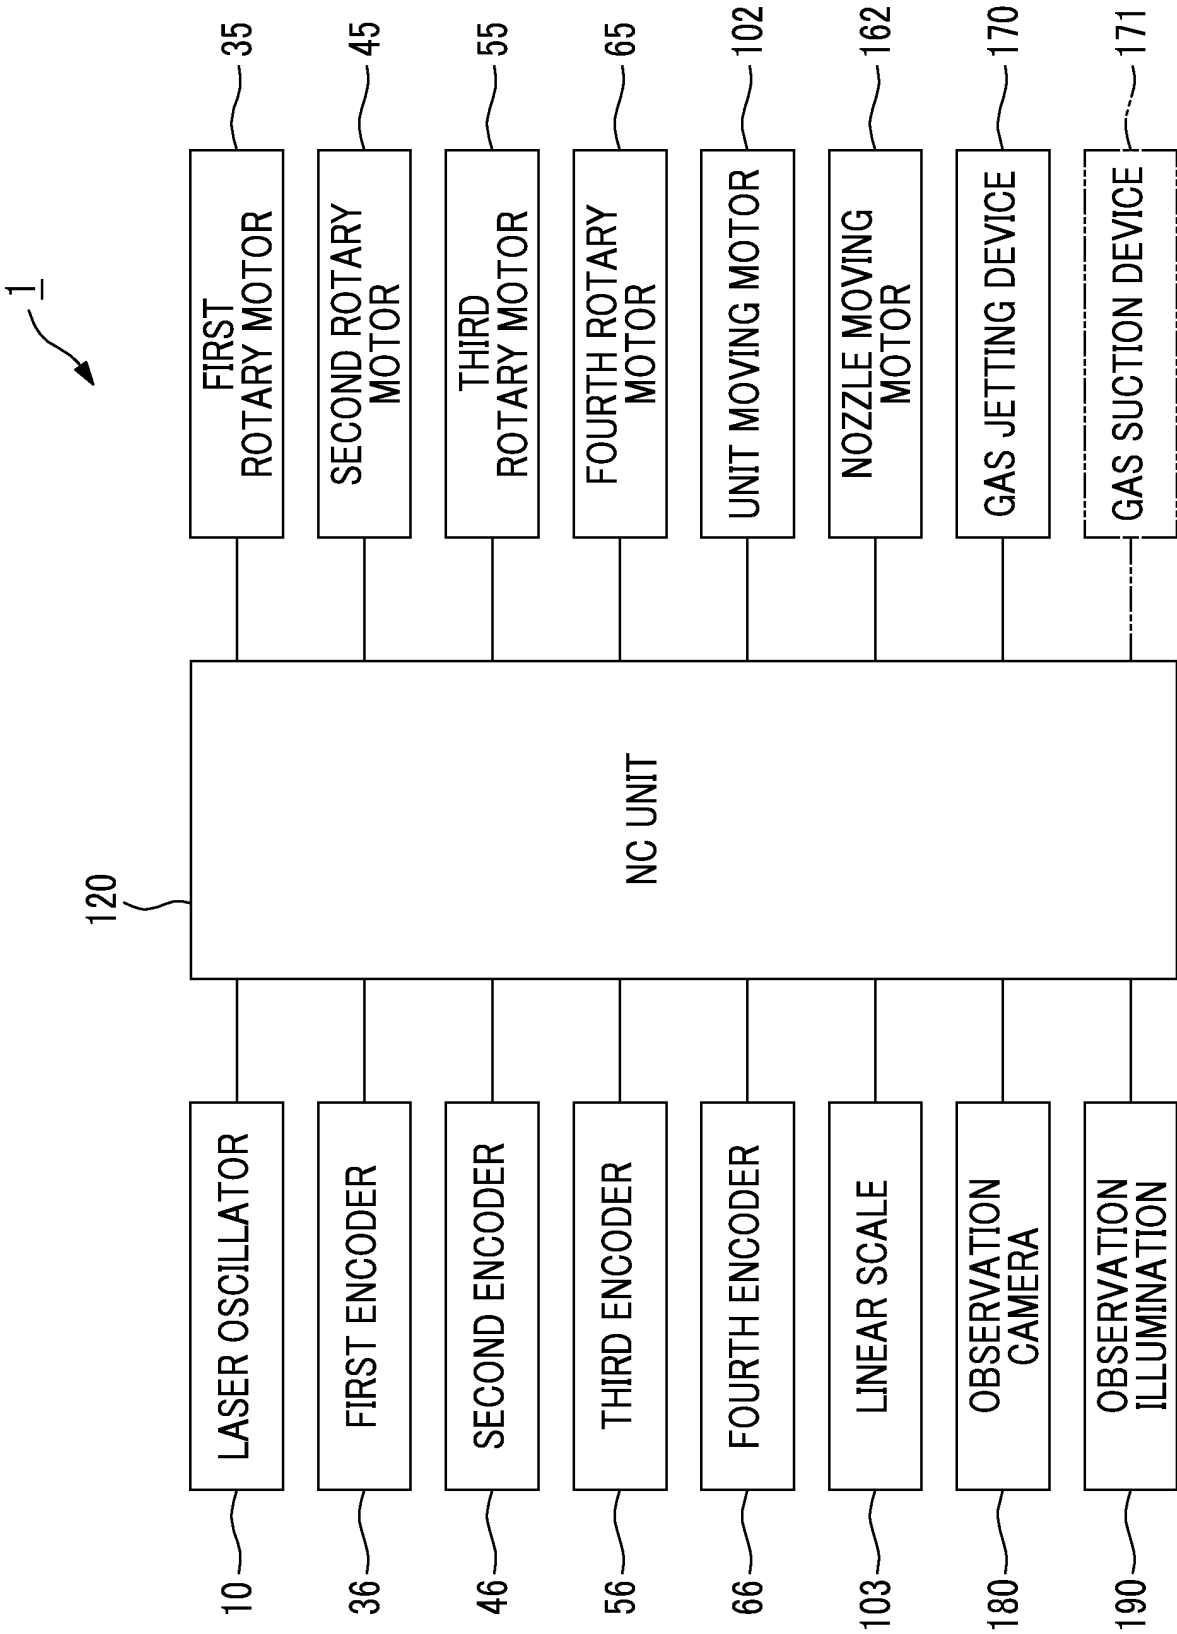 1
120
10
LASER OSCILLATOR
36
FIRST ENCODER
46
SECOND ENCODER
56
THIRD ENCODER
66
FOURTH ENCODER
103
LINEAR SCALE
180
OBSERVATION
CAMERA
190
OBSERVATION
ILLUMINATION
NC UNIT
FIRST
ROTARY MOTOR
35
SECOND ROTARY
MOTOR
45
THIRD
ROTARY MOTOR
55
FOURTH ROTARY
MOTOR
65
UNIT MOVING MOTOR
102
NOZZLE MOVING
MOTOR
162
GAS JETTING DEVICE
170
GAS SUCTION DEVICE
171